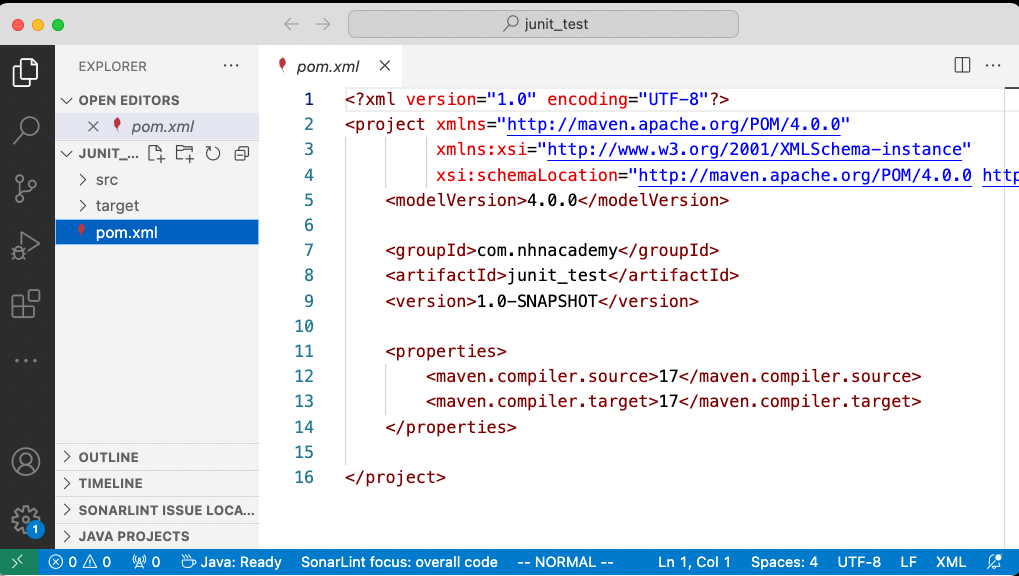 junit_test
EXPLORER
OPEN EDITORS
pom.xml
JUNIT_...
src
target
pom.xml
OUTLINE
TIMELINE
SONARLINT ISSUE LOCA...
JAVA PROJECTS
1
pom.xml
1 <?xml version="1.0" encoding="UTF-8"?>
2 <project xmlns="http://maven.apache.org/POM/4.0.0"
3 xmlns:xsi="http://www.w3.org/2001/XMLSchema-instance"
4 xsi:schemaLocation="http://maven.apache.org/POM/4.0.0 http
5 <modelVersion>4.0.0</modelVersion>
6
7 <groupId>com.nhnacademy</groupId>
8 <artifactId>junit_test</artifactId>
9 <version>1.0-SNAPSHOT</version>
10
11 <properties>
12 <maven.compiler.source>17</maven.compiler.source>
13 <maven.compiler.target>17</maven.compiler.target>
14 </properties>
15
16 </project>
0 0 0 Java: Ready SonarLint focus: overall code -- NORMAL -- Ln 1, Col 1 Spaces: 4 UTF-8 LF XML